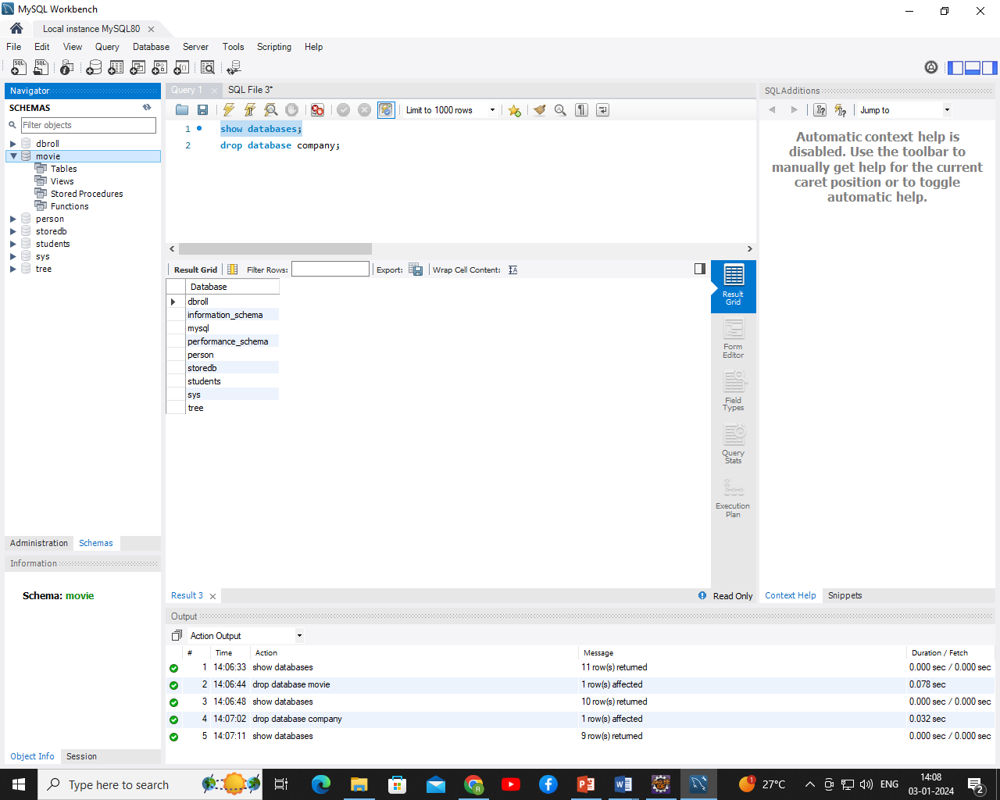 MySQL Workbench
Local instance MySQL80
File Edit View Query Database Server Tools Scripting Help
Navigator
SCHEMAS
Filter objects
dbroll
movie
Tables
Views
Stored Procedures
Functions
person
storedb
students
sys
tree
Administration Schemas
Information
Schema: movie
Object Info Session
Query 1 SQL File 3*
Limit to 1000 rows
1 show databases;
2 drop database company;
Result Grid Filter Rows: Export: Wrap Cell Content:
Database
dbroll
information_schema
mysql
performance_schema
person
storedb
students
sys
tree
Result Grid
Form Editor
Field Types
Query Stats
Execution Plan
Result 3 Read Only
SQLAdditions
Jump to
Automatic context help is
disabled. Use the toolbar to
manually get help for the current
caret position or to toggle
automatic help.
Context Help Snippets
Output
Action Output
# Time Action Message Duration / Fetch
1 14:06:33 show databases 11 row(s) returned 0.000 sec / 0.000 sec
2 14:06:44 drop database movie 1 row(s) affected 0.078 sec
3 14:06:48 show databases 10 row(s) returned 0.000 sec / 0.000 sec
4 14:07:02 drop database company 1 row(s) affected 0.032 sec
5 14:07:11 show databases 9 row(s) returned 0.000 sec / 0.000 sec
Type here to search
27°C
ENG
14:08
03-01-2024
2